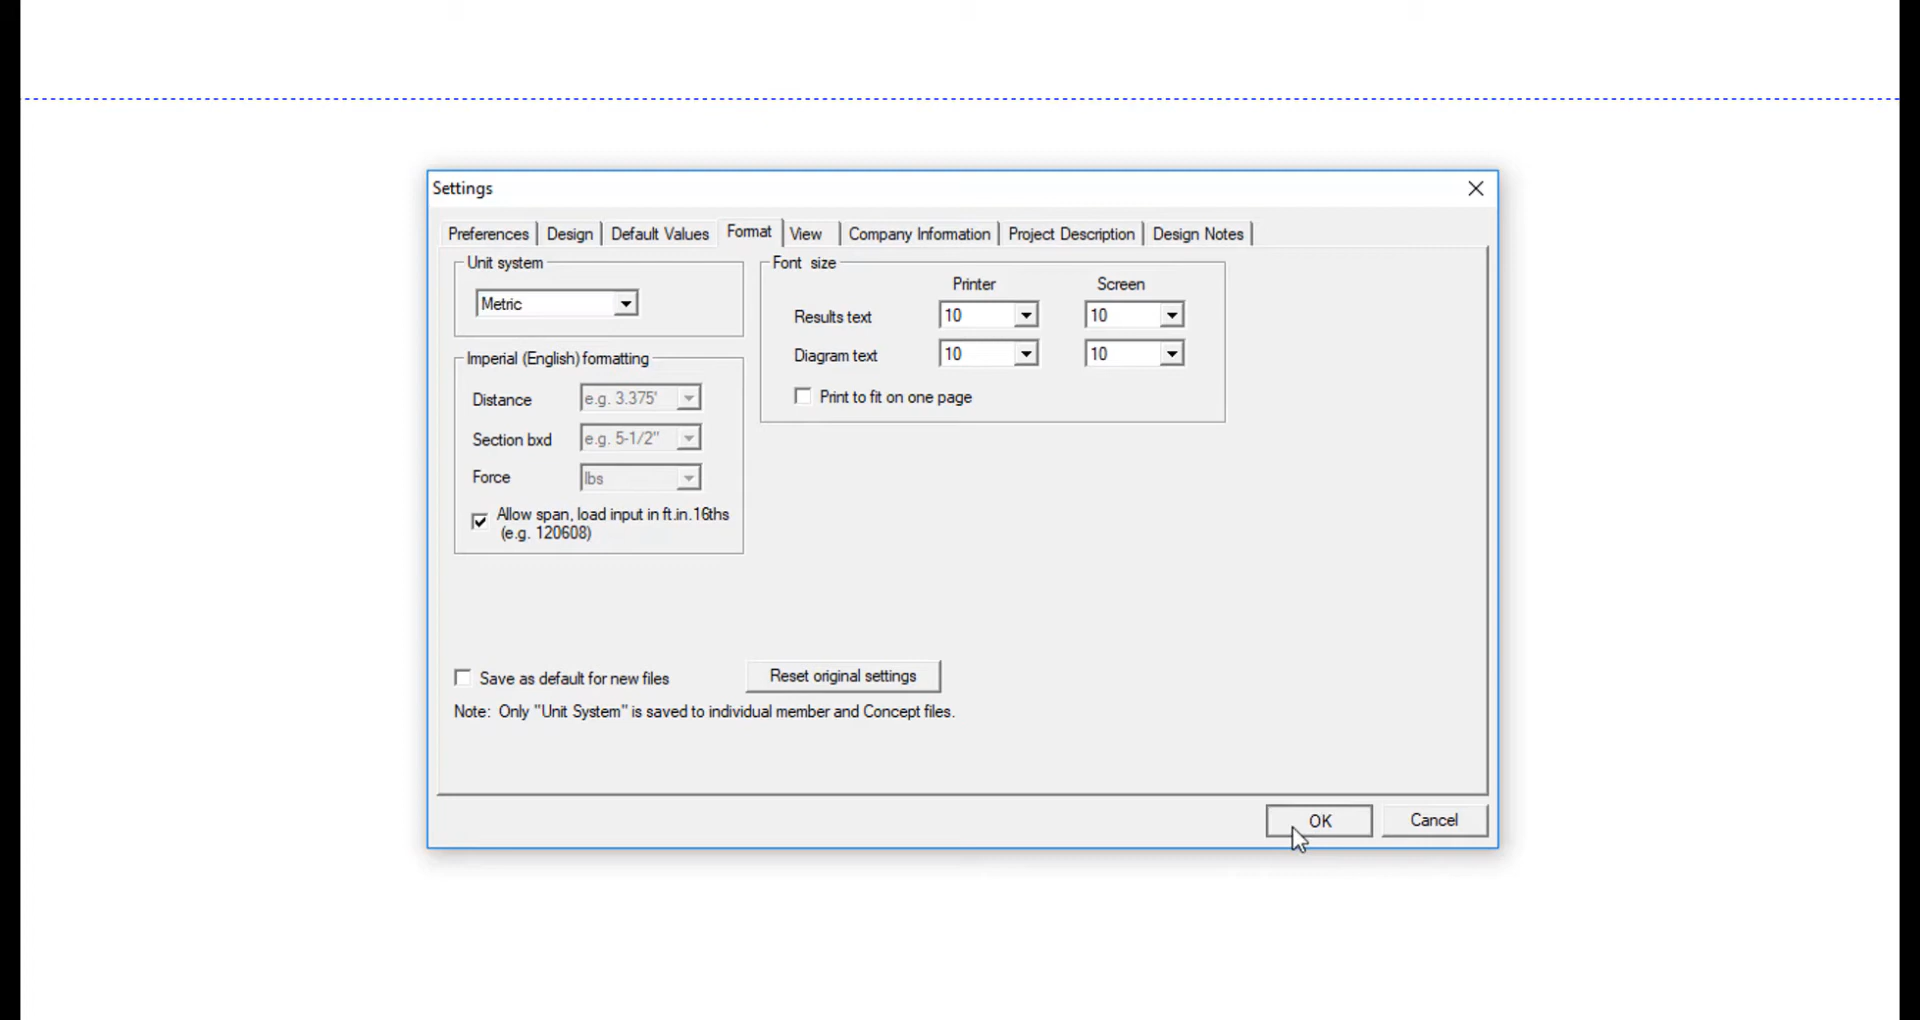 Settings
Preferences Design Default Values Format View Company Information Project Description Design Notes
Unit system
Metric
Imperial (English) formatting
Distance e.g. 3.375'
Section bxd e.g. 5-1/2"
Force lbs
Allow span, load input in ft.in.16ths
(e.g. 120608)
Font size
Printer Screen
Results text 10 10
Diagram text 10 10
Print to fit on one page
Save as default for new files Reset original settings
Note: Only "Unit System" is saved to individual member and Concept files.
OK Cancel